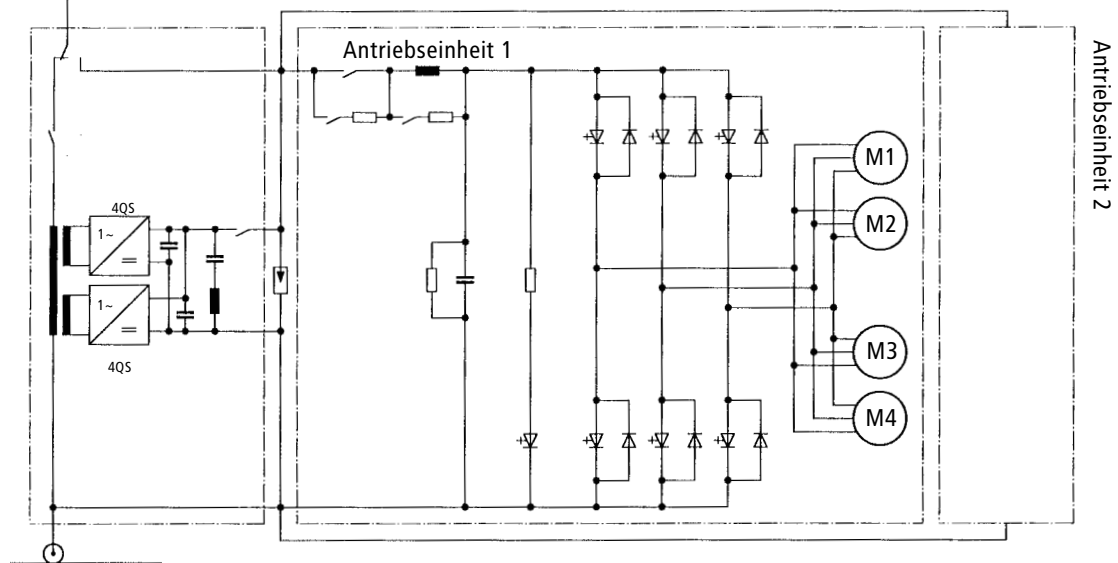 Antriebseinheit 1
Antriebseinheit 2
4QS
1~
=
1~
=
4QS
M1
M2
M3
M4